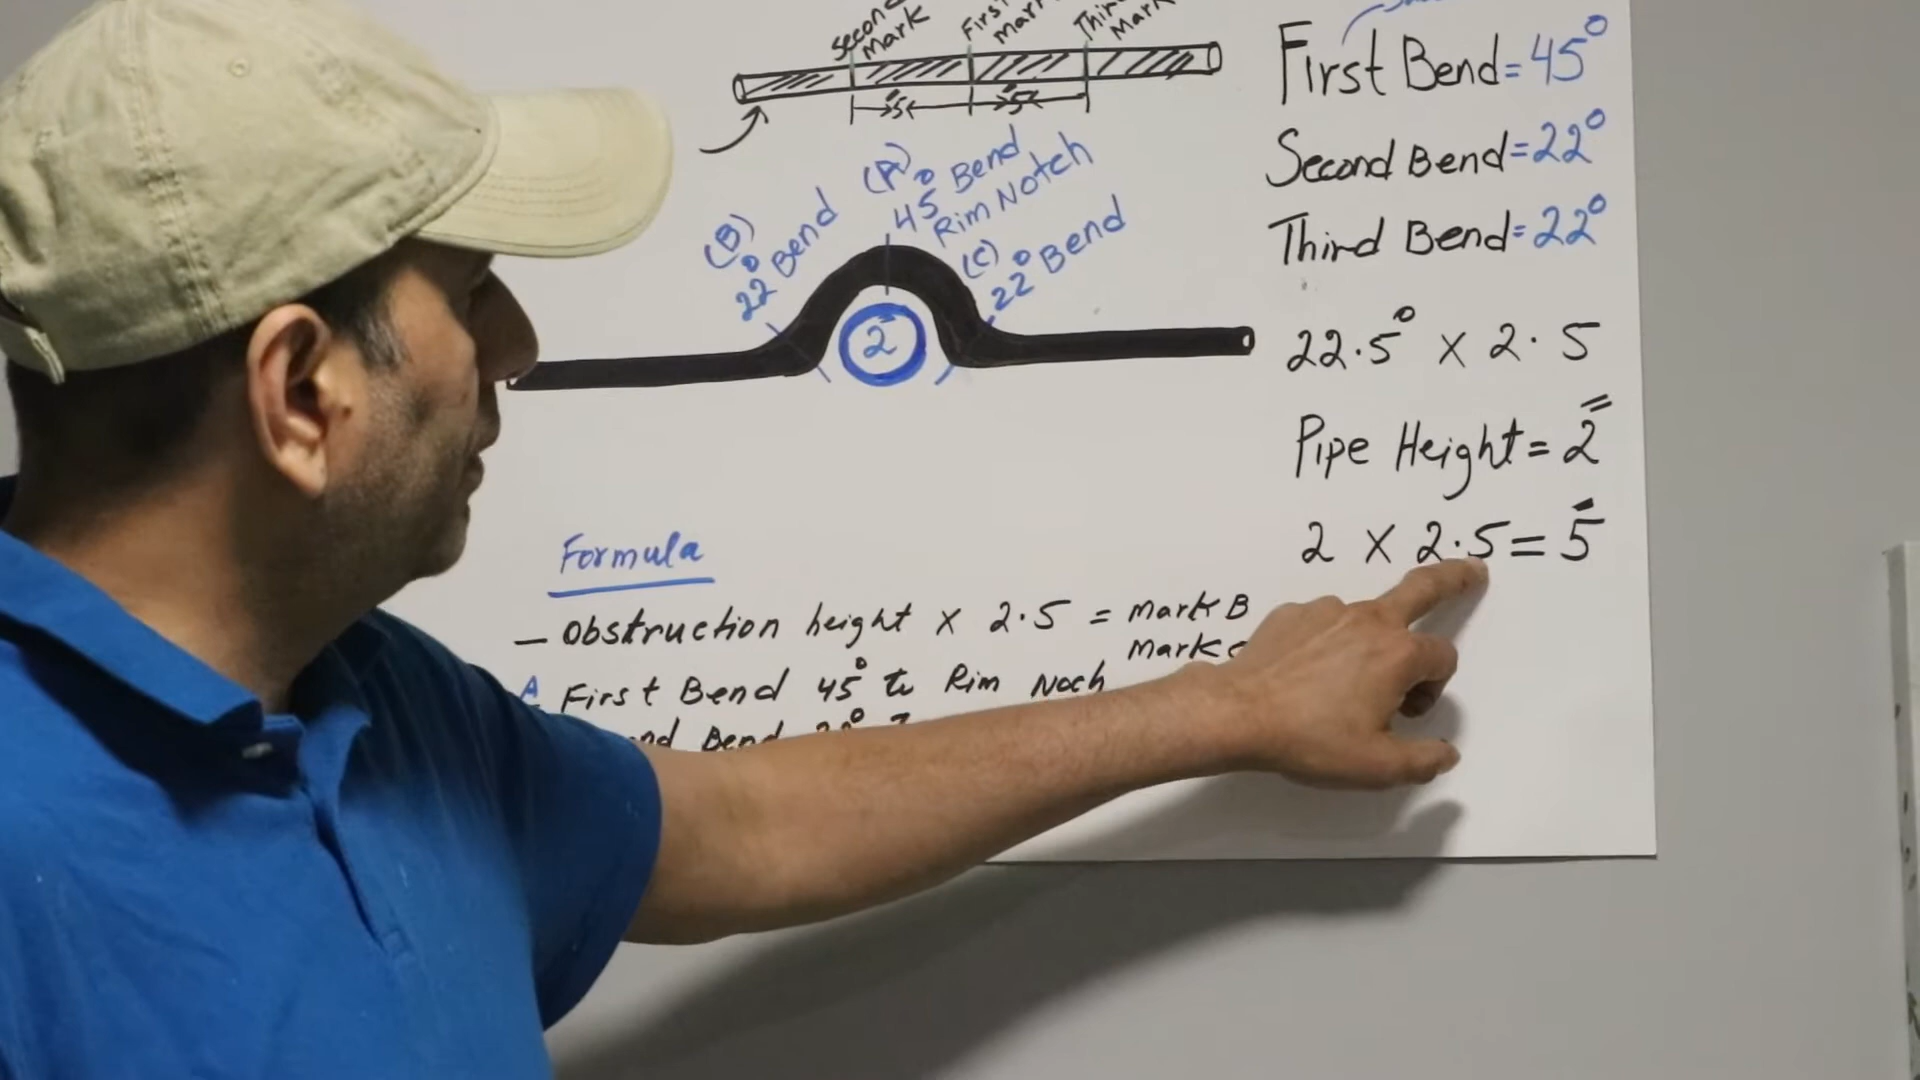 Second
Mark
First
Mark
Third
Mark
5"
5"
(A)
45° Bend
Rim Notch
(B)
22° Bend
(C)
22° Bend
2"
First Bend = 45°
Second Bend = 22°
Third Bend = 22°
22.5° x 2.5
Pipe Height = 2"
2 x 2.5 = 5"
Formula
- Obstruction height x 2.5 = mark B
mark c
A - First Bend 45° to Rim Noch
Bend 22°